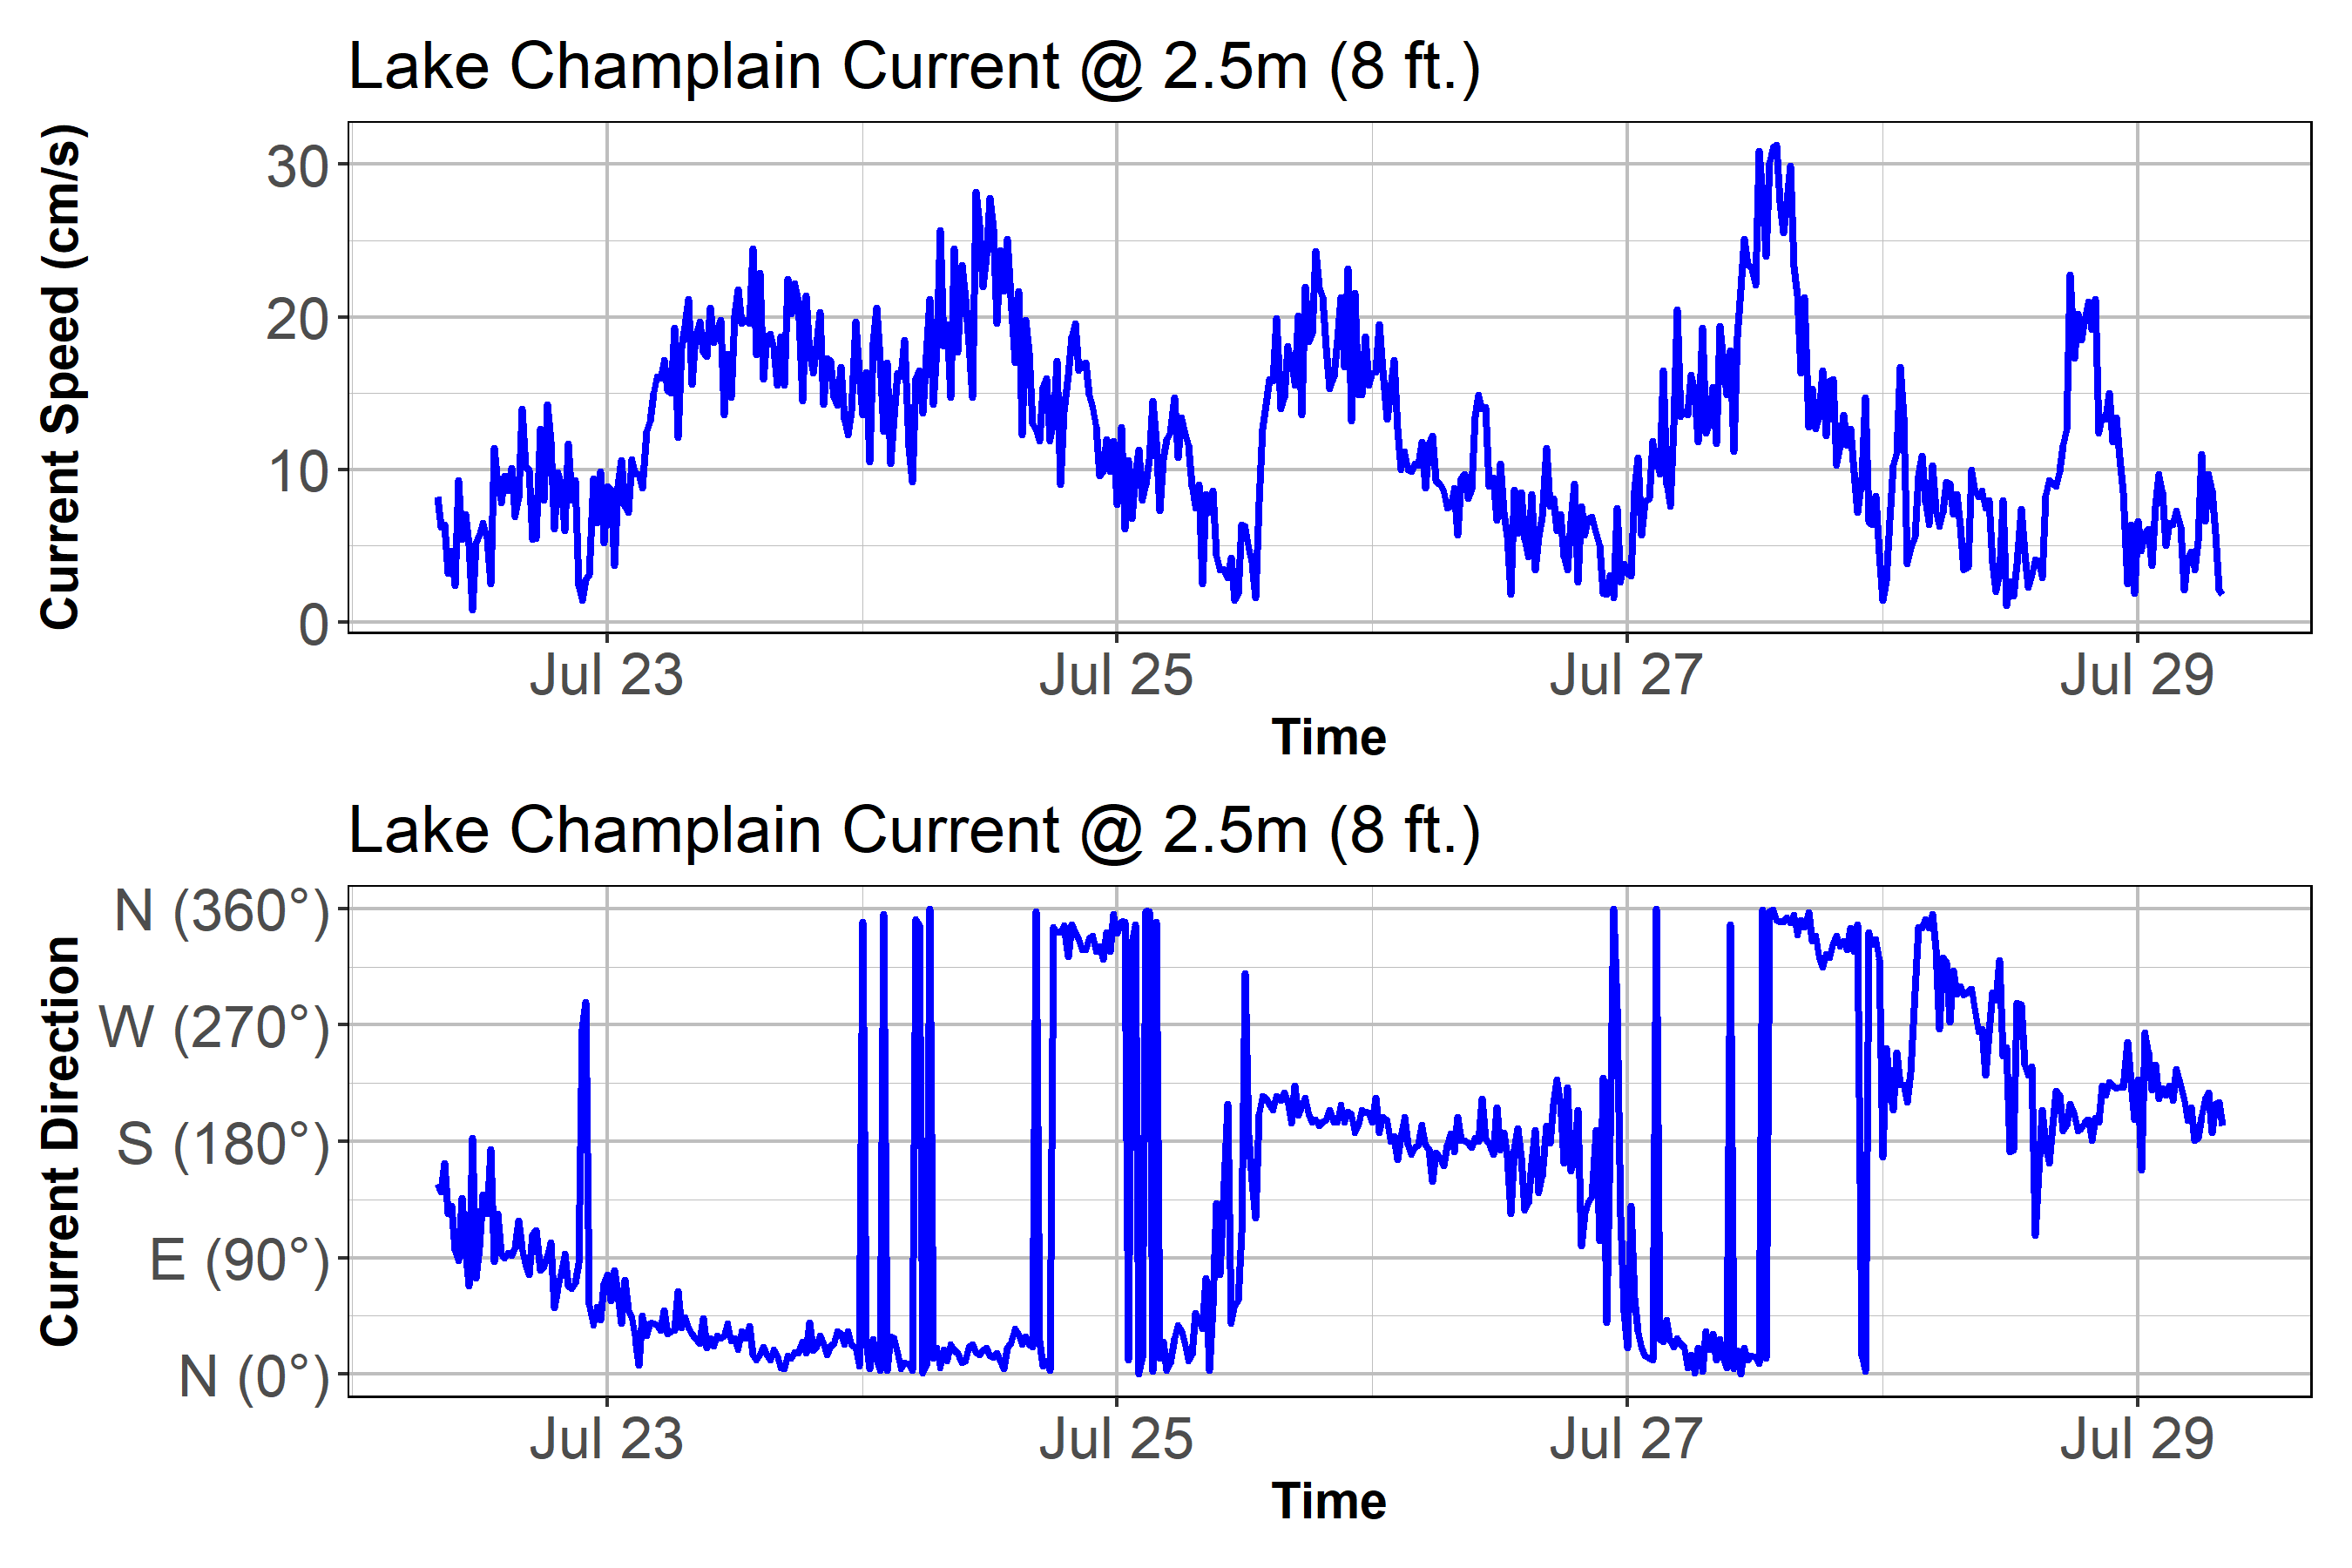 Lake Champlain Current @ 2.5m (8 ft.)
Current Speed (cm/s)
30
20
10
0
Jul 23 Jul 25 Jul 27 Jul 29
Time
Lake Champlain Current @ 2.5m (8 ft.)
Current Direction
N (360°)
W (270°)
S (180°)
E (90°)
N (0°)
Jul 23 Jul 25 Jul 27 Jul 29
Time